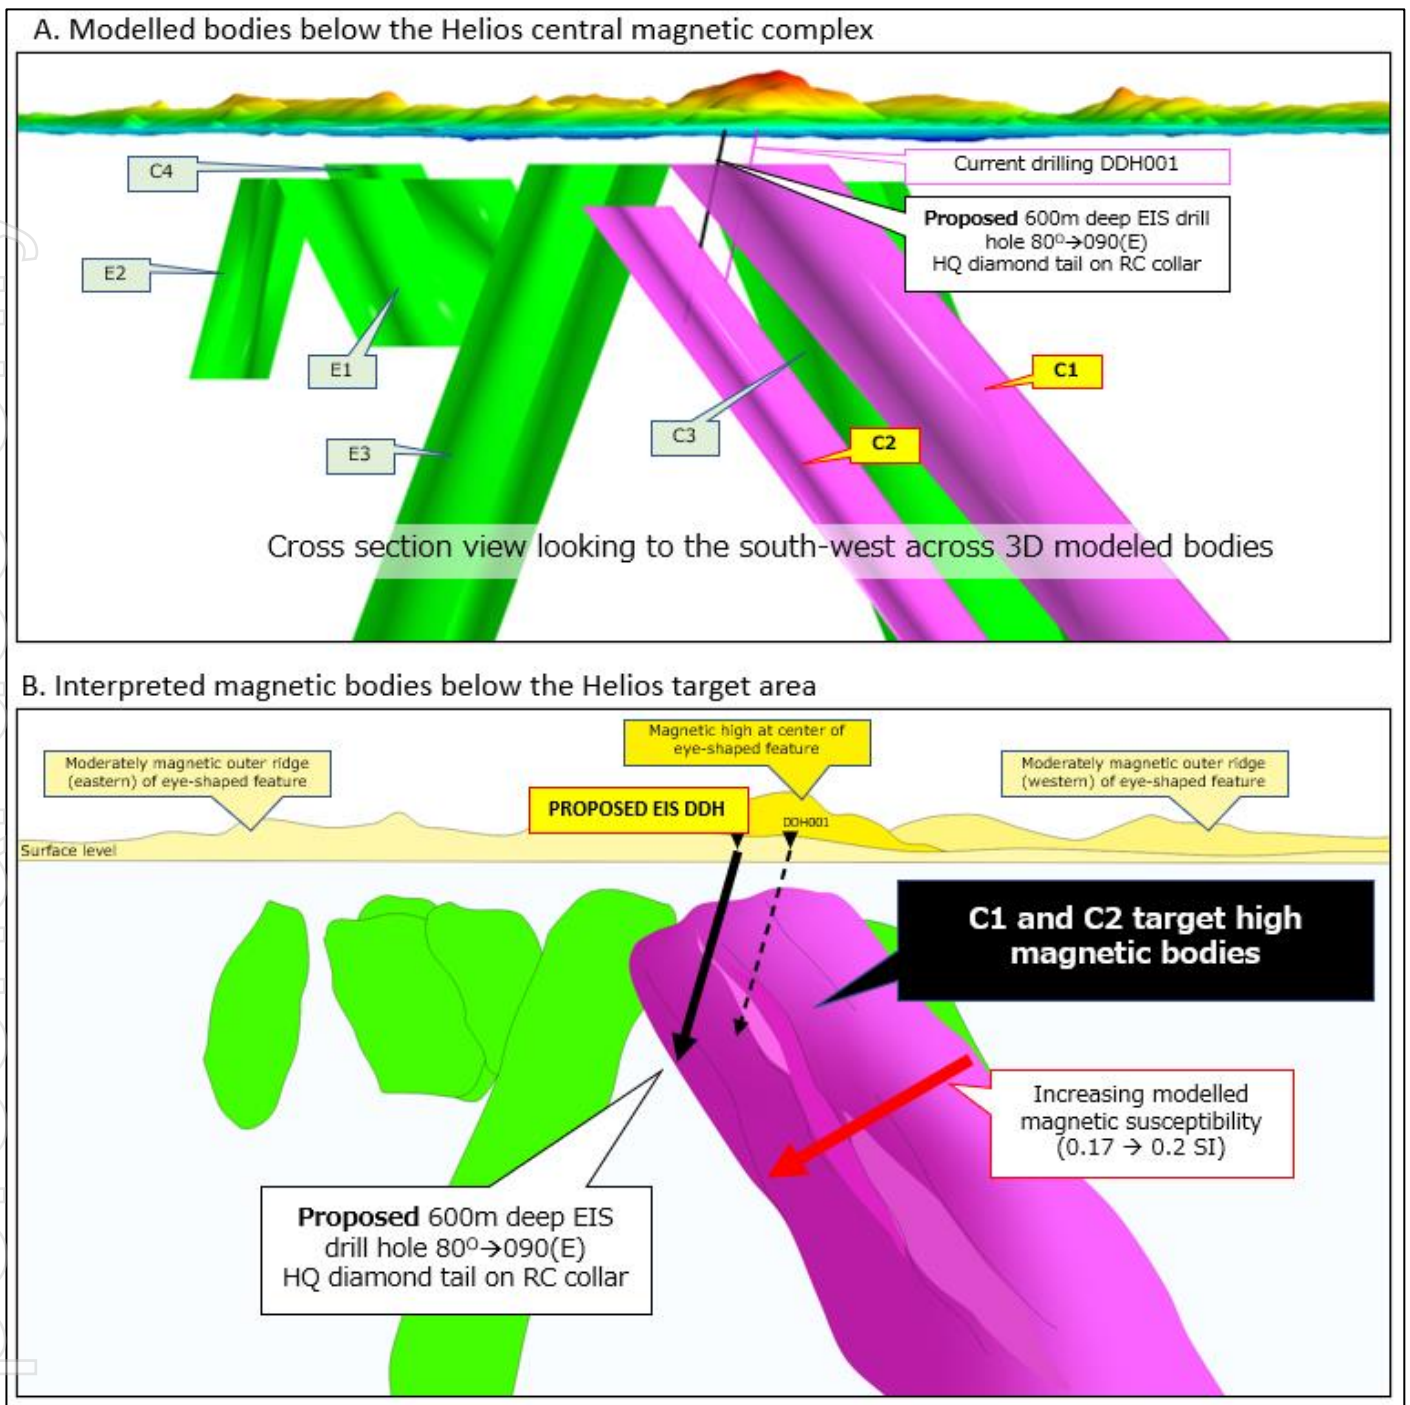 A. Modelled bodies below the Helios central magnetic complex
C4
Current drilling DDH001
Proposed 600m deep EIS drill
hole 80⁰→090(E)
HQ diamond tail on RC collar
E2
E1
C1
C3
C2
E3
Cross section view looking to the south-west across 3D modeled bodies
B. Interpreted magnetic bodies below the Helios target area
Magnetic high at center of
eye-shaped feature
Moderately magnetic outer ridge
(eastern) of eye-shaped feature
Moderately magnetic outer ridge
(western) of eye-shaped feature
PROPOSED EIS DDH
DDH001
Surface level
C1 and C2 target high
magnetic bodies
Increasing modelled
magnetic susceptibility
(0.17 → 0.2 SI)
Proposed 600m deep EIS
drill hole 80⁰→090(E)
HQ diamond tail on RC collar